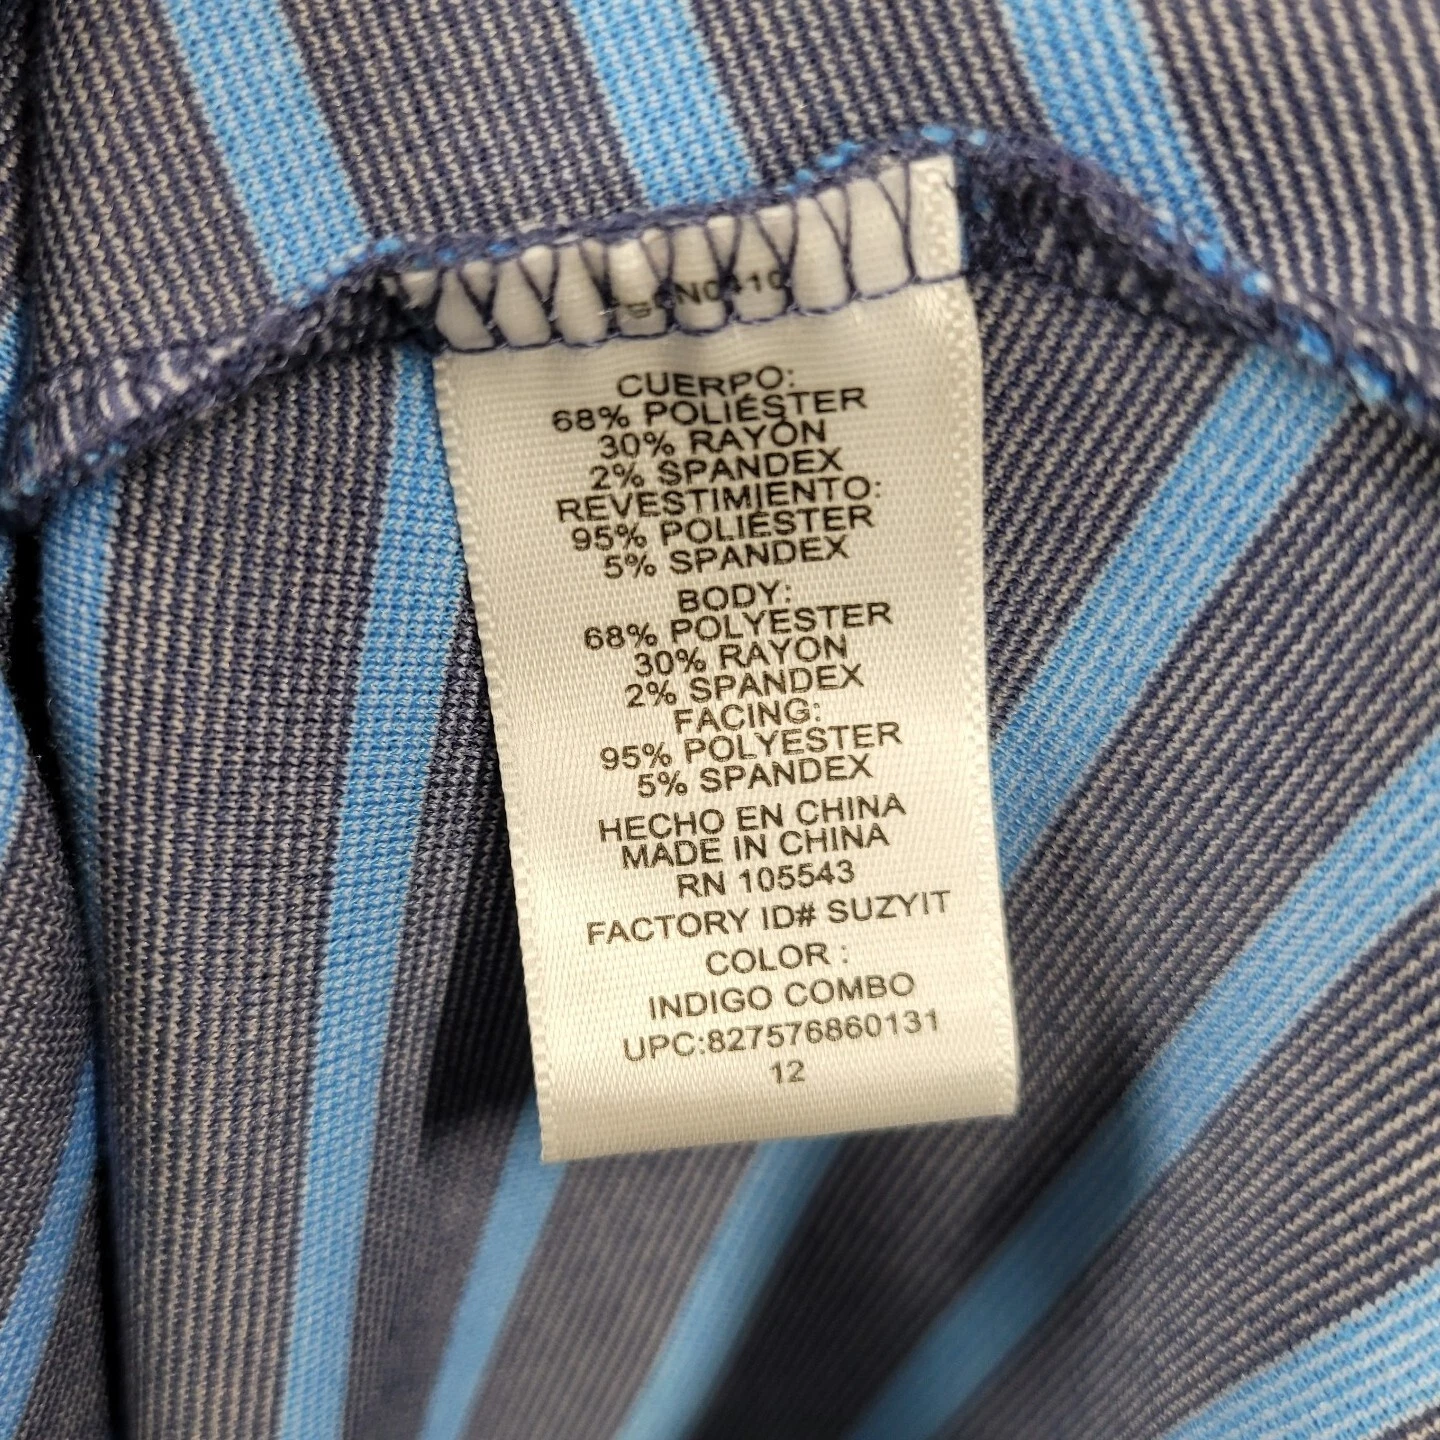 CUERPO:
68% POLIÉSTER
30% RAYÓN
2% SPANDEX
REVESTIMIENTO:
95% POLIÉSTER
5% SPANDEX
BODY:
68% POLYESTER
30% RAYON
2% SPANDEX
FACING:
95% POLYESTER
5% SPANDEX
HECHO EN CHINA
MADE IN CHINA
RN 105543
FACTORY ID# SUZYIT
COLOR :
INDIGO COMBO
UPC:827576860131
12